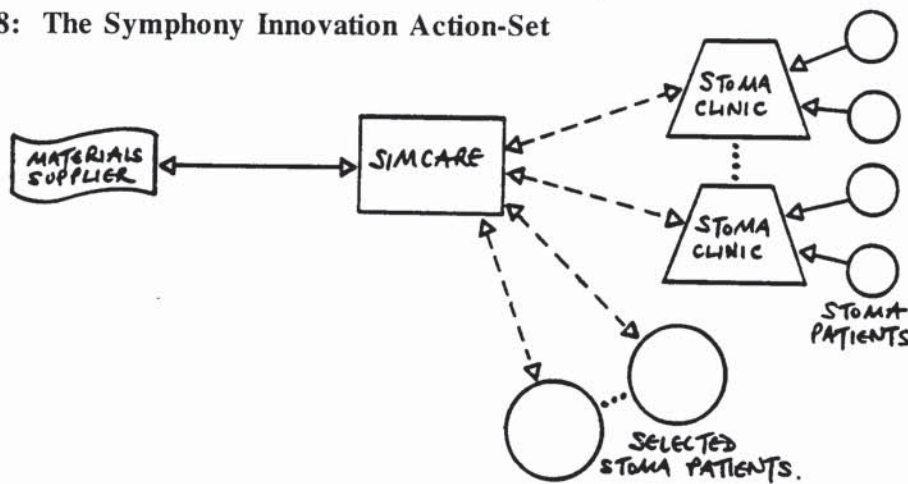 8: The Symphony Innovation Action-Set
STOMA
CLINIC
MATERIALS
SUPPLIER
SIMCARE
STOMA
CLINIC
STOMA
PATIENTS
SELECTED
STOMA PATIENTS.